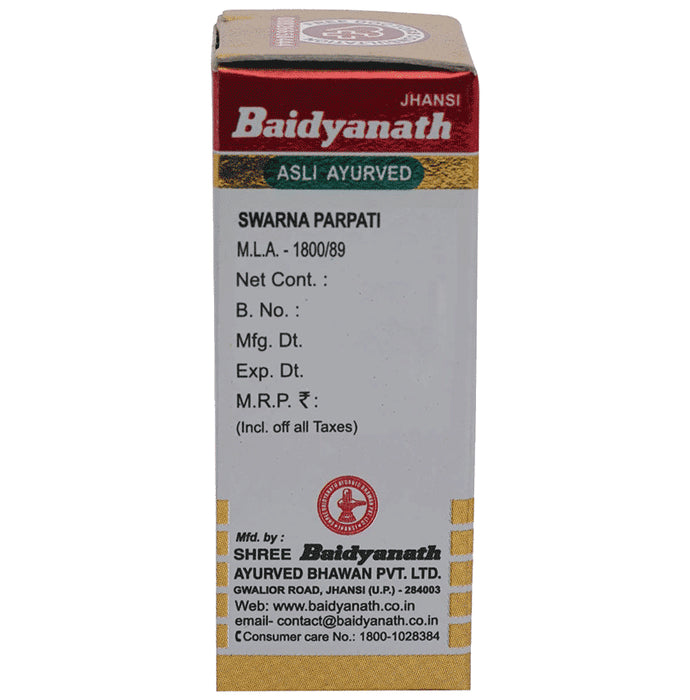 JHANSI
Baidyanath
ASLI AYURVED
SWARNA PARPATI
M.L.A. - 1800/89
Net Cont. :
B. No. :
Mfg. Dt.
Exp. Dt.
M.R.P. ₹ :
(Incl. off all Taxes)
Mfd. by :
SHREE Baidyanath
AYURVED BHAWAN PVT. LTD.
GWALIOR ROAD, JHANSI (U.P.) - 284003
Web: www.baidyanath.co.in
email- contact@baidyanath.co.in
Consumer care No.: 1800-1028384